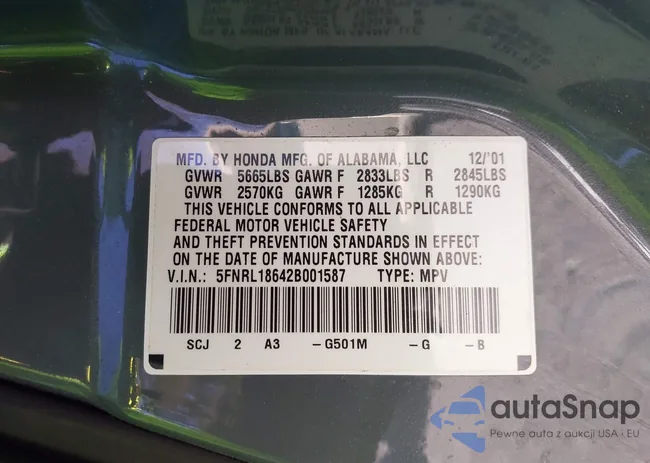 MFD. BY HONDA MFG. OF ALABAMA, LLC 12/'01
GVWR 5665LBS GAWR F 2833LBS R 2845LBS
GVWR 2570KG GAWR F 1285KG R 1290KG
THIS VEHICLE CONFORMS TO ALL APPLICABLE
FEDERAL MOTOR VEHICLE SAFETY
AND THEFT PREVENTION STANDARDS IN EFFECT
ON THE DATE OF MANUFACTURE SHOWN ABOVE:
V.I.N.: 5FNRL18642B001587 TYPE: MPV
SCJ 2 A3 -G501M -G -B
autaSnap
Pewne auta z aukcji USA i EU